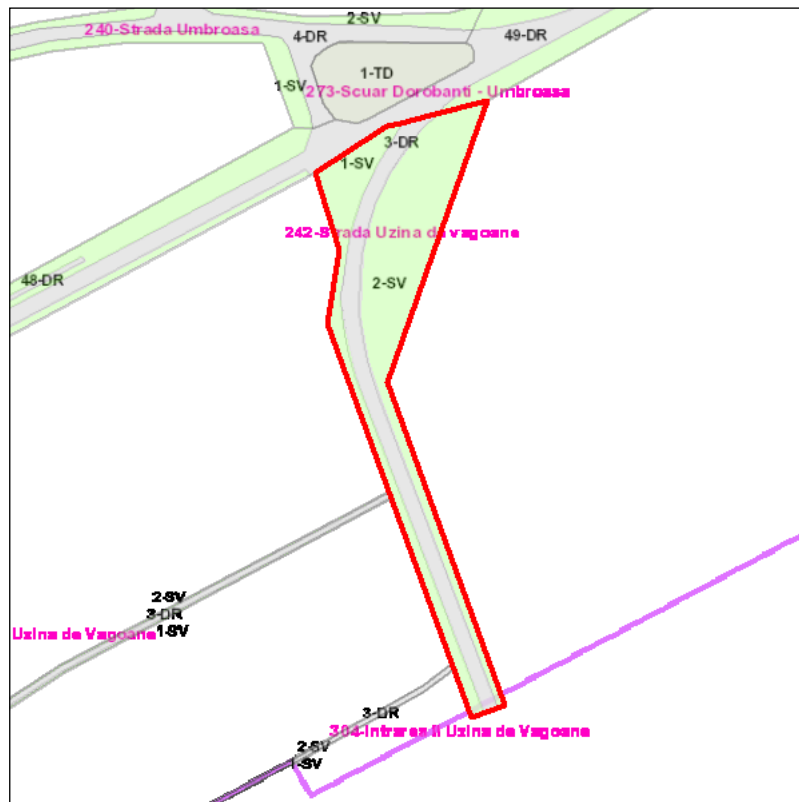 2-SV
240-Strada Umbroasa
4-DR
49-DR
1-TD
1-SV
273-Scuar Dorobanti - Umbroasa
3-DR
1-SV
242-Strada Uzina de vagoane
48-DR
2-SV
2-SV
3-DR
1-SV
Uzina de Vagoane
3-DR
304-Intrarea II Uzina de Vagoane
2-SV
1-SV